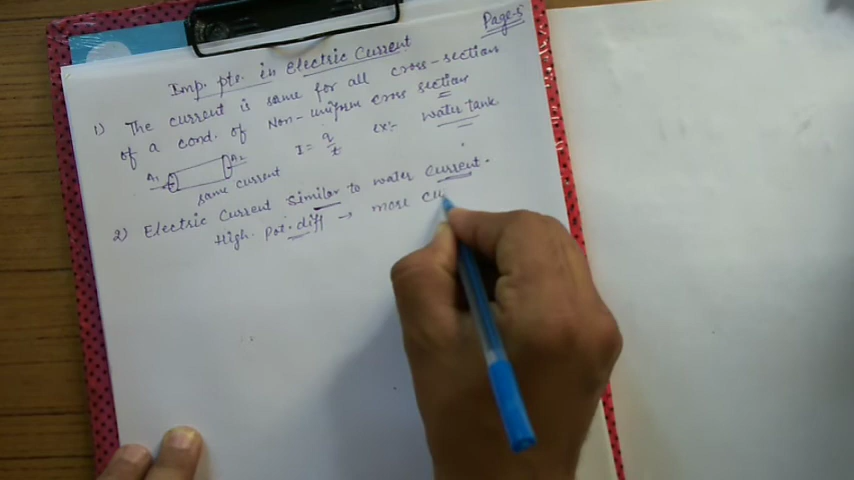 Page-5
Imp. pts. in Electric Current
1) The current is same for all cross-section
of a cond. of Non-uniform cross section
I = q/t ex:- water tank
A₁ A₂
same current
2) Electric Current similar to water current.
High. Pot. diff → more cu